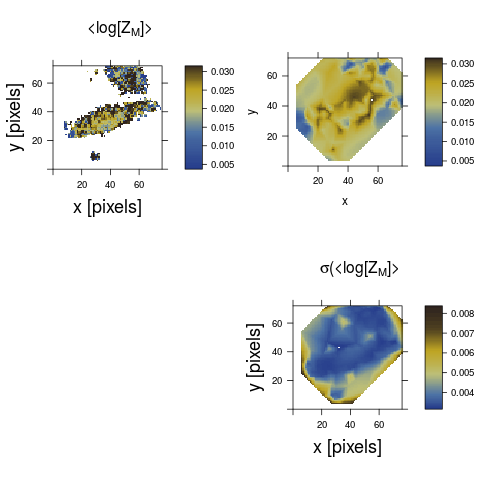 <log[Z_M]>
y [pixels]
60
40
20
20 40 60
x [pixels]
0.030
0.025
0.020
0.015
0.010
0.005
y
60
40
20
0
20 40 60
x
0.030
0.025
0.020
0.015
0.010
0.005
σ(<log[Z_M]>
y [pixels]
60
40
20
0
20 40 60
x [pixels]
0.008
0.007
0.006
0.005
0.004